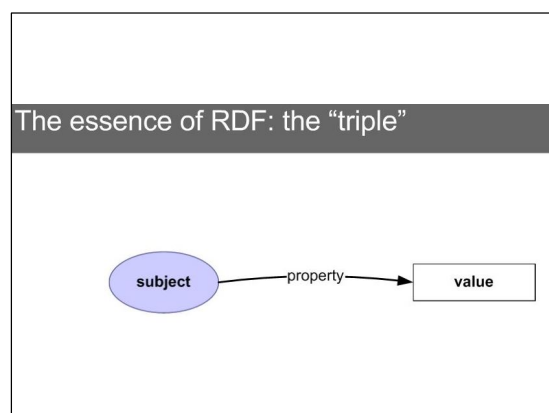 The essence of RDF: the “triple”
subject
property
value